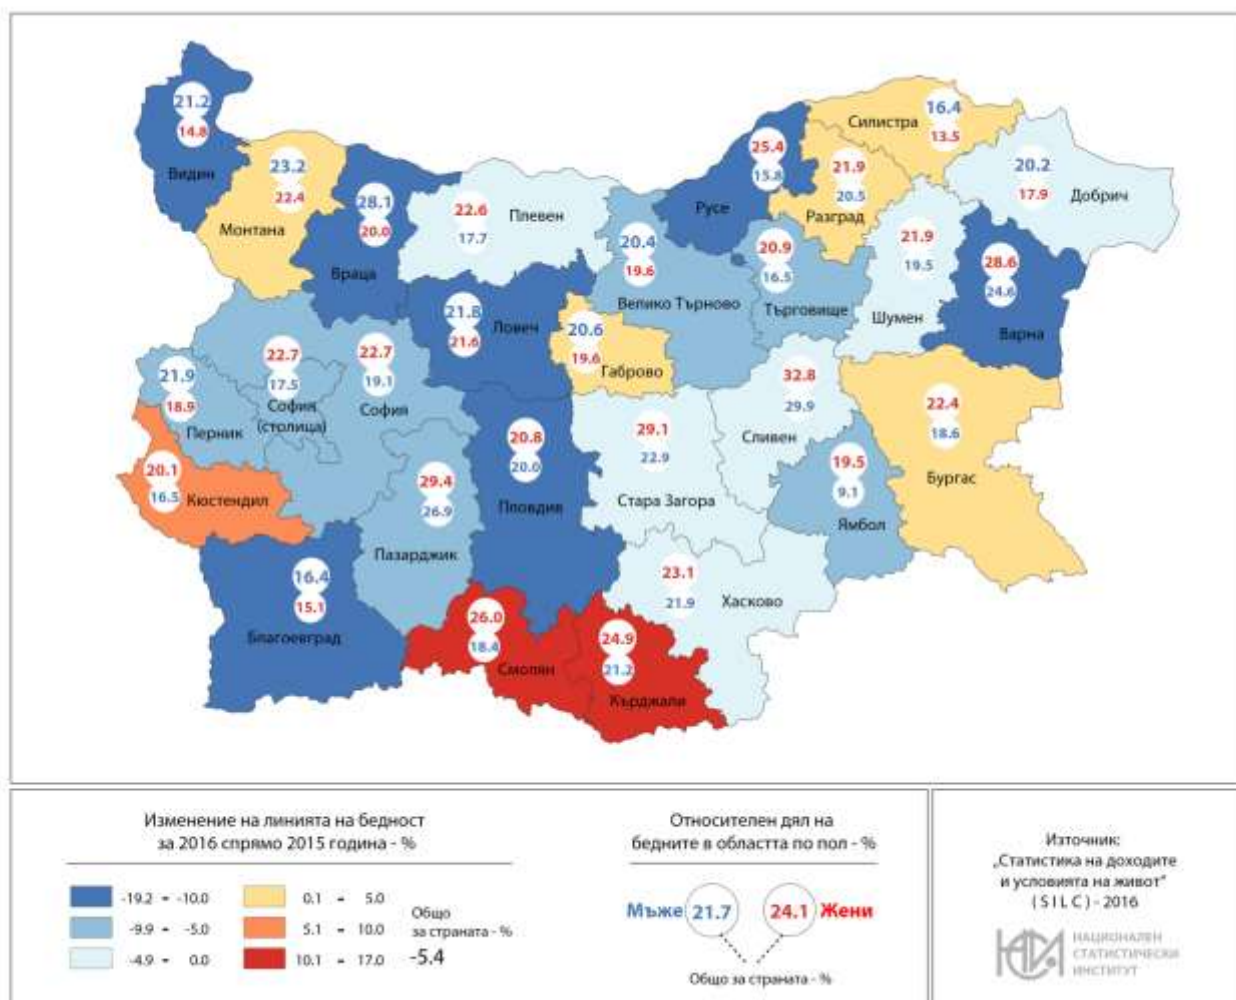 21.2
14.8
Видин
23.2
22.4
Монтана
28.1
20.0
Враца
22.6
17.7
Плевен
25.4
15.8
Русе
16.4
13.5
Силистра
21.9
20.5
Разград
20.2
17.9
Добрич
20.4
19.6
Велико Търново
20.9
16.5
Търговище
21.9
19.5
Шумен
28.6
24.6
Варна
21.8
21.6
Ловеч
20.6
19.6
Габрово
21.9
18.9
Перник
22.7
17.5
София
(столица)
22.7
19.1
София
20.1
16.5
Кюстендил
29.4
26.9
Пазарджик
20.8
20.0
Пловдив
29.1
22.9
Стара Загора
32.8
29.9
Сливен
19.5
9.1
Ямбол
22.4
18.6
Бургас
16.4
15.1
Благоевград
26.0
18.4
Смолян
24.9
21.2
Кърджали
23.1
21.9
Хасково
Изменение на линията на бедност
за 2016 спрямо 2015 година - %
-19.2 = -10.0
-9.9 = -5.0
-4.9 = 0.0
0.1 = 5.0
5.1 = 10.0
10.1 = 17.0
Общо
за страната - %
-5.4
Относителен дял на
бедните в областта по пол - %
Мъже 21.7 24.1 Жени
Общо за страната - %
Източник:
„Статистика на доходите
и условията на живот“
( S I L C ) - 2016
НСИ
НАЦИОНАЛЕН
СТАТИСТИЧЕСКИ
ИНСТИТУТ